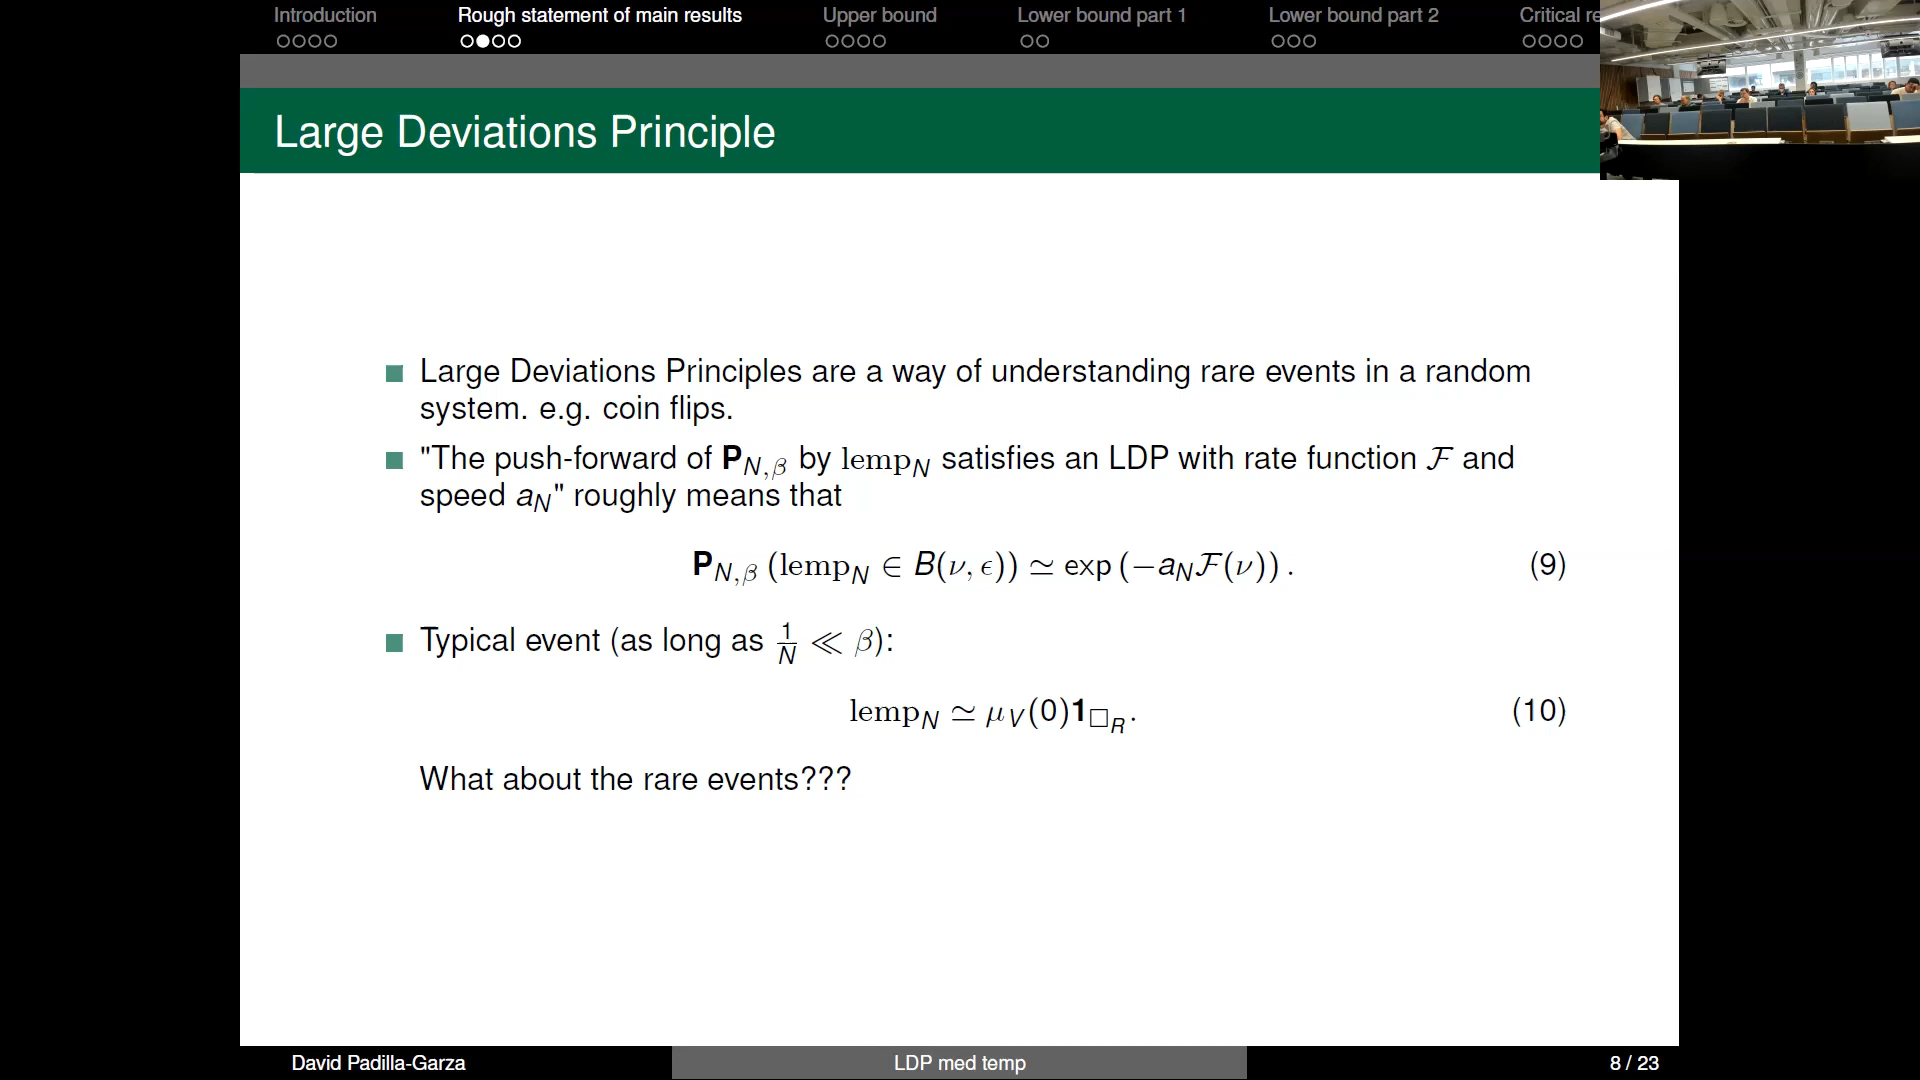 Introduction Rough statement of main results Upper bound Lower bound part 1 Lower bound part 2 Critical re
Large Deviations Principle
■ Large Deviations Principles are a way of understanding rare events in a random
system. e.g. coin flips.
■ "The push-forward of P_{N,β} by lemp_N satisfies an LDP with rate function ℱ and
speed a_N" roughly means that
P_{N,β} (lemp_N ∈ B(ν, ϵ)) ≃ exp (−a_N ℱ(ν)). (9)
■ Typical event (as long as 1/N ≪ β):
lemp_N ≃ μ_V(0)1_{□_R}. (10)
What about the rare events???
David Padilla-Garza LDP med temp 8 / 23